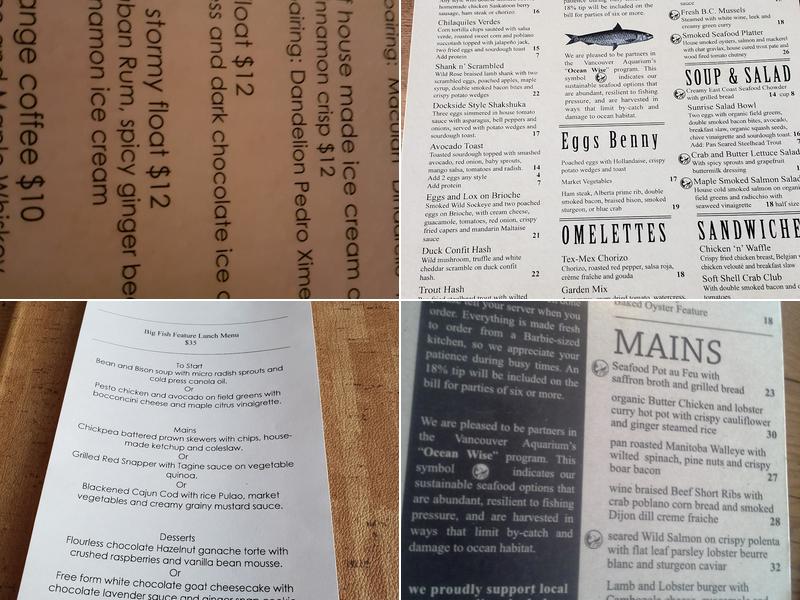 f house made ice cream
innamon crisp $12
airing: Dandelion Pedro Xime
float $12
ess and dark chocolate ice
stormy float $12
ban Rum, spicy ginger be
namon ice cream
ange coffee $10
and Maple Whiskey
homemade chicken Saskatoon berry
sausage, ham steak or chorizo 16
Chilaquiles Verdes
Corn tortilla chips sautéed with salsa
verde, roasted sweet corn and poblano
succotash topped with jalapeño jack,
two fried eggs and sourdough toast 15
Add protein 7
Shank n' Scrambled
Wild Rose braised lamb shank with two
scrambled eggs, poached apples, maple
syrup, double smoked bacon and crispy
potato wedges 22
Dockside Style Shakshuka
Three eggs simmered in house tomato
sauce with asparagus, bell peppers and
onions, served with potato wedges and
sourdough toast. 17
Avocado Toast
Toasted sourdough topped with smashed
avocado, red onion, baby sprouts,
mango salsa, tomatoes and radish. 14
Add 2 eggs any style 4
Add protein 7
Eggs and Lox on Brioche
Smoked Wild Sockeye and two poached
eggs on Brioche, with cream cheese,
guacamole, tomatoes, red onion, crispy
fried capers and mandarin Maltaise
sauce 21
Duck Confit Hash
Wild mushroom, truffle and white
cheddar scramble on duck confit
hash. 22
Trout Hash
18% tip will be included on the
bill for parties of six or more.
We are pleased to be partners in
the Vancouver Aquarium's
"Ocean Wise" program. This
symbol indicates our
sustainable seafood options that
are abundant, resilient to fishing
pressure, and are harvested in
ways that limit by-catch and
damage to ocean habitat.
Eggs Benny
Poached eggs with Hollandaise, crispy
potato wedges and toast
Market Vegetables 17
Ham steak, Alberta prime rib, double
smoked bacon, braised bison, smoked
sturgeon, or blue crab 19
OMELETTES
Tex-Mex Chorizo
Chorizo, roasted red pepper, salsa roja,
crème fraîche and gouda 18
Garden Mix
sauce
Fresh B.C. Mussels
Steamed with white wine, leek and
creamy green curry 18
Smoked Seafood Platter
House smoked oysters, salmon and mackerel
with char gravlax, house cured trout pate and
wood fired tomato chutney 26
SOUP & SALAD
Creamy East Coast Seafood Chowder
with grilled bread 14 cup 8
Sunrise Salad Bowl
Two eggs with organic field greens,
double smoked bacon bites, avocado,
breakfast slaw, organic squash seeds,
chive vinaigrette and sourdough toast. 16
Add: Pan Seared Steelhead Trout 7
Crab and Butter Lettuce Salad
With spicy sprouts and grapefruit
buttermilk dressing
Maple Smoked Salmon Salad
House cold smoked salmon on organic
field greens and radicchio with
seaweed vinaigrette 18 half size
SANDWICHE
Chicken 'n' Waffle
Crispy fried chicken breast, Belgian
chicken velouté and breakfast slaw
Soft Shell Crab Club
With double smoked bacon and
tomatoes
Big Fish Feature Lunch Menu
$35
To Start
Bean and Bison soup with micro radish sprouts and
cold press canola oil.
Or
Pesto chicken and avocado on field greens with
bocconcini cheese and maple citrus vinaigrette.
Mains
Chickpea battered prawn skewers with chips, house-
made ketchup and coleslaw.
Or
Grilled Red Snapper with Tagine sauce on vegetable
quinoa.
Or
Blackened Cajun Cod with rice Pulao, market
vegetables and creamy grainy mustard sauce.
Desserts
Flourless chocolate Hazelnut ganache torte with
crushed raspberries and vanilla bean mousse.
Or
Free form white chocolate goat cheesecake with
chocolate lavender sauce and ginger snap cookie
tell your server when you
order. Everything is made fresh
to order from a Barbie-sized
kitchen, so we appreciate your
patience during busy times. An
18% tip will be included on the
bill for parties of six or more.
We are pleased to be partners in
the Vancouver Aquarium's
"Ocean Wise" program. This
symbol indicates our
sustainable seafood options that
are abundant, resilient to fishing
pressure, and are harvested in
ways that limit by-catch and
damage to ocean habitat.
we proudly support local
Baked Oyster Feature 18
MAINS
Seafood Pot au Feu with
saffron broth and grilled bread 23
organic Butter Chicken and lobster
curry hot pot with crispy cauliflower
and ginger steamed rice 30
pan roasted Manitoba Walleye with
wilted spinach, pine nuts and crispy
boar bacon 27
wine braised Beef Short Ribs with
crab poblano corn bread and smoked
Dijon dill creme fraiche 28
seared Wild Salmon on crispy polenta
with flat leaf parsley lobster beurre
blanc and sturgeon caviar 32
Lamb and Lobster burger with